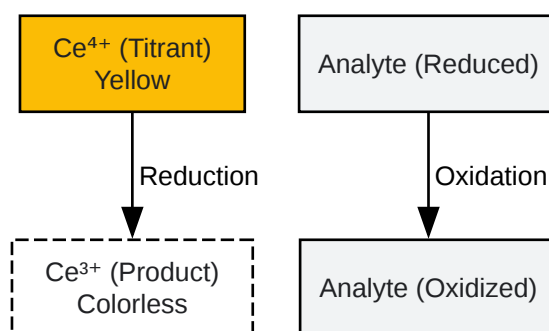 Ce⁴⁺ (Titrant)
Yellow
Analyte (Reduced)
Reduction
Oxidation
Ce³⁺ (Product)
Colorless
Analyte (Oxidized)